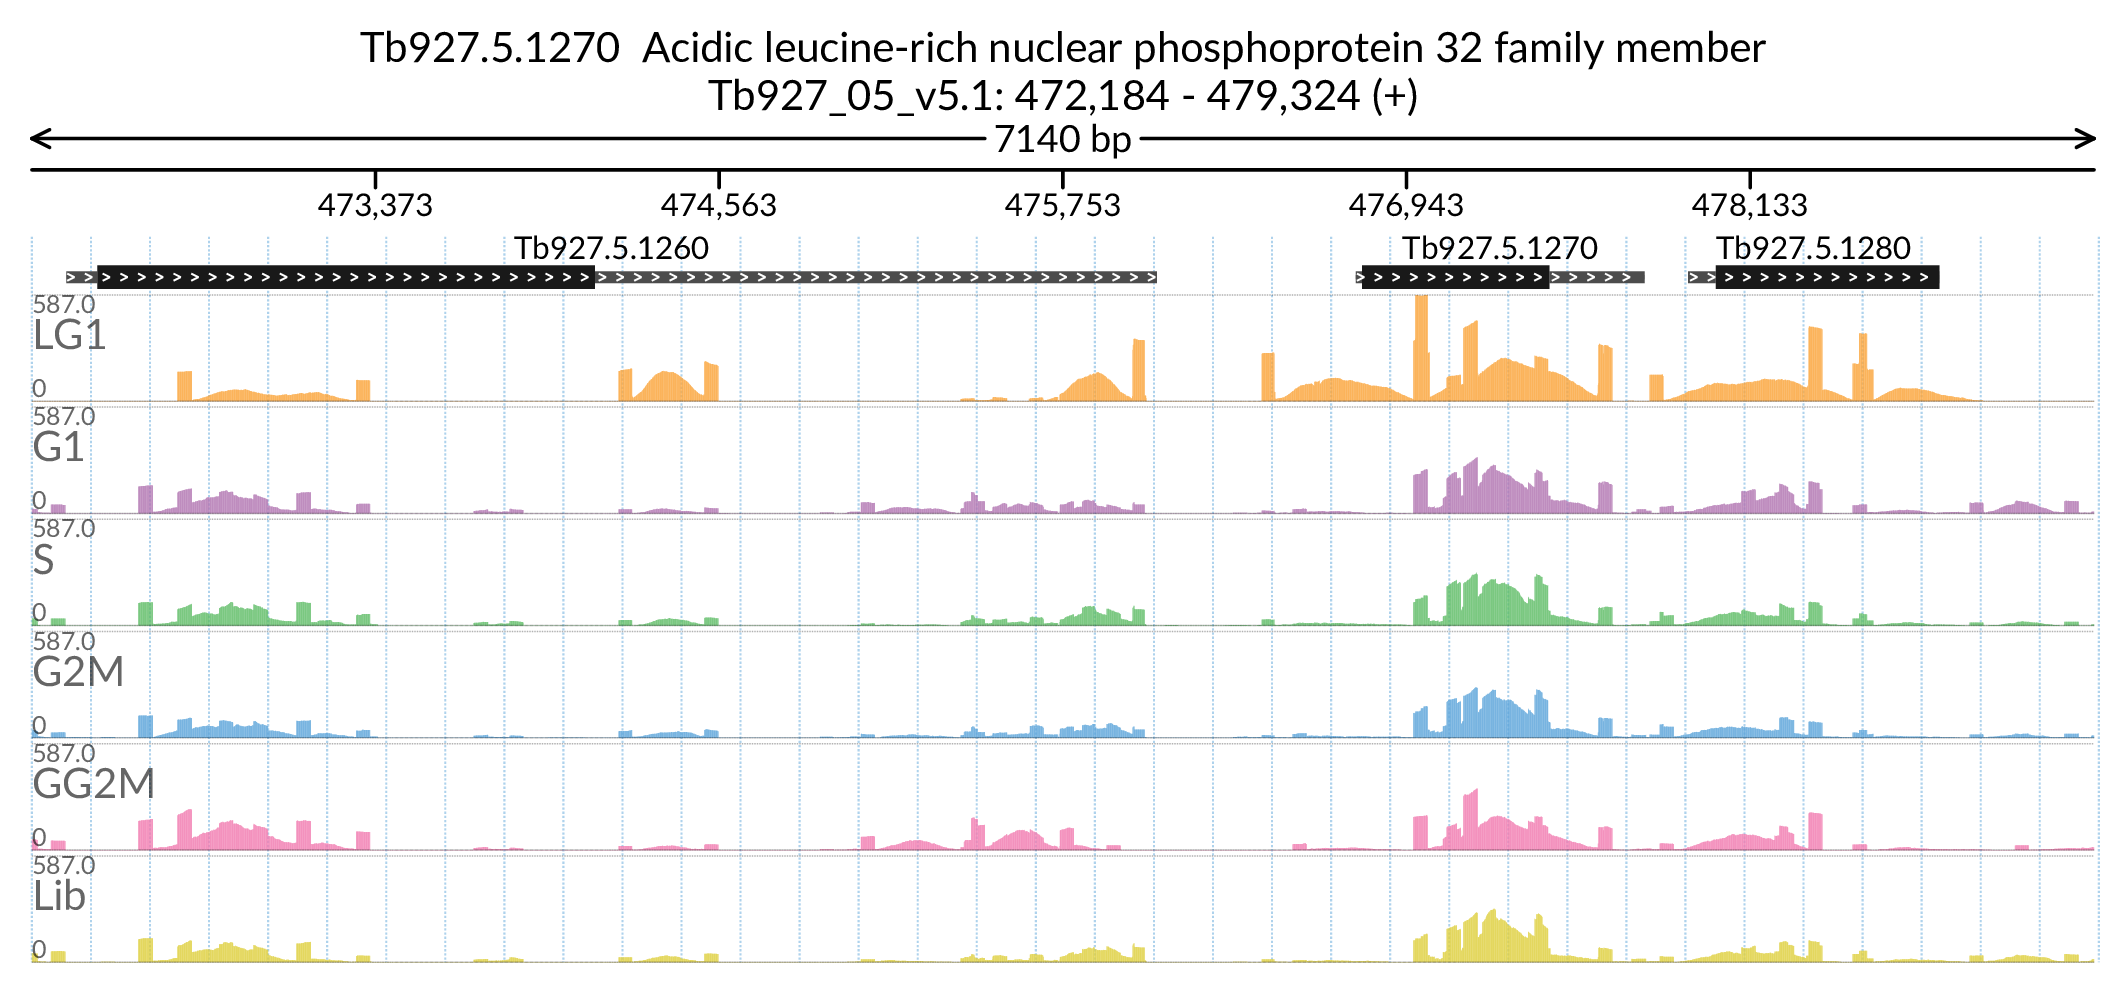 Tb927.5.1270  Acidic leucine-rich nuclear phosphoprotein 32 family member
Tb927_05_v5.1: 472,184 - 479,324 (+)
7140 bp
473,373 474,563 475,753 476,943 478,133
Tb927.5.1260 Tb927.5.1270 Tb927.5.1280
587.0
LG1
0
587.0
G1
0
587.0
S
0
587.0
G2M
0
587.0
GG2M
0
587.0
Lib
0